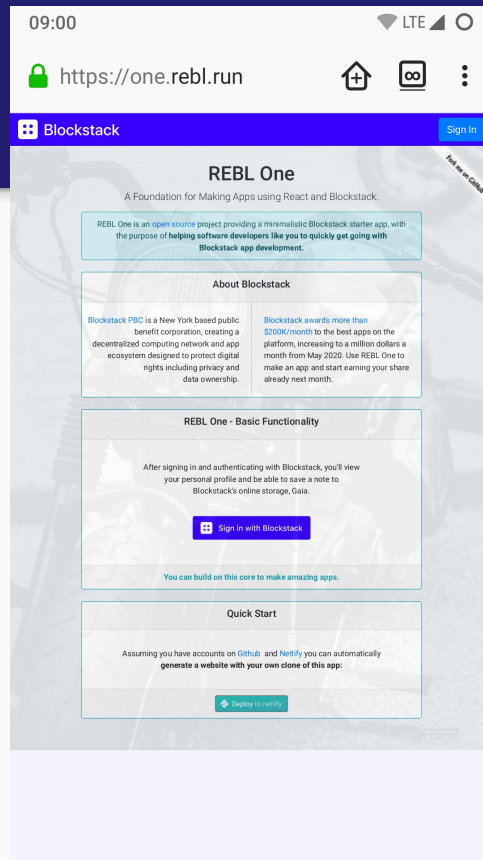 09:00
LTE
https://one.rebl.run
∞
Blockstack
Sign In
Fork me on GitHub
REBL One
A Foundation for Making Apps using React and Blockstack.
REBL One is an open source project providing a minimalistic Blockstack starter app, with
the purpose of helping software developers like you to quickly get going with
Blockstack app development.
About Blockstack
Blockstack PBC is a New York based public
benefit corporation, creating a
decentralized computing network and app
ecosystem designed to protect digital
rights including privacy and
data ownership.
Blockstack awards more than
$200K/month to the best apps on the
platform, increasing to a million dollars a
month from May 2020. Use REBL One to
make an app and start earning your share
already next month.
REBL One - Basic Functionality
After signing in and authenticating with Blockstack, you'll view
your personal profile and be able to save a note to
Blockstack's online storage, Gaia.
Sign in with Blockstack
You can build on this core to make amazing apps.
Quick Start
Assuming you have accounts on Github and Netlify you can automatically
generate a website with your own clone of this app:
Deploy to netlify